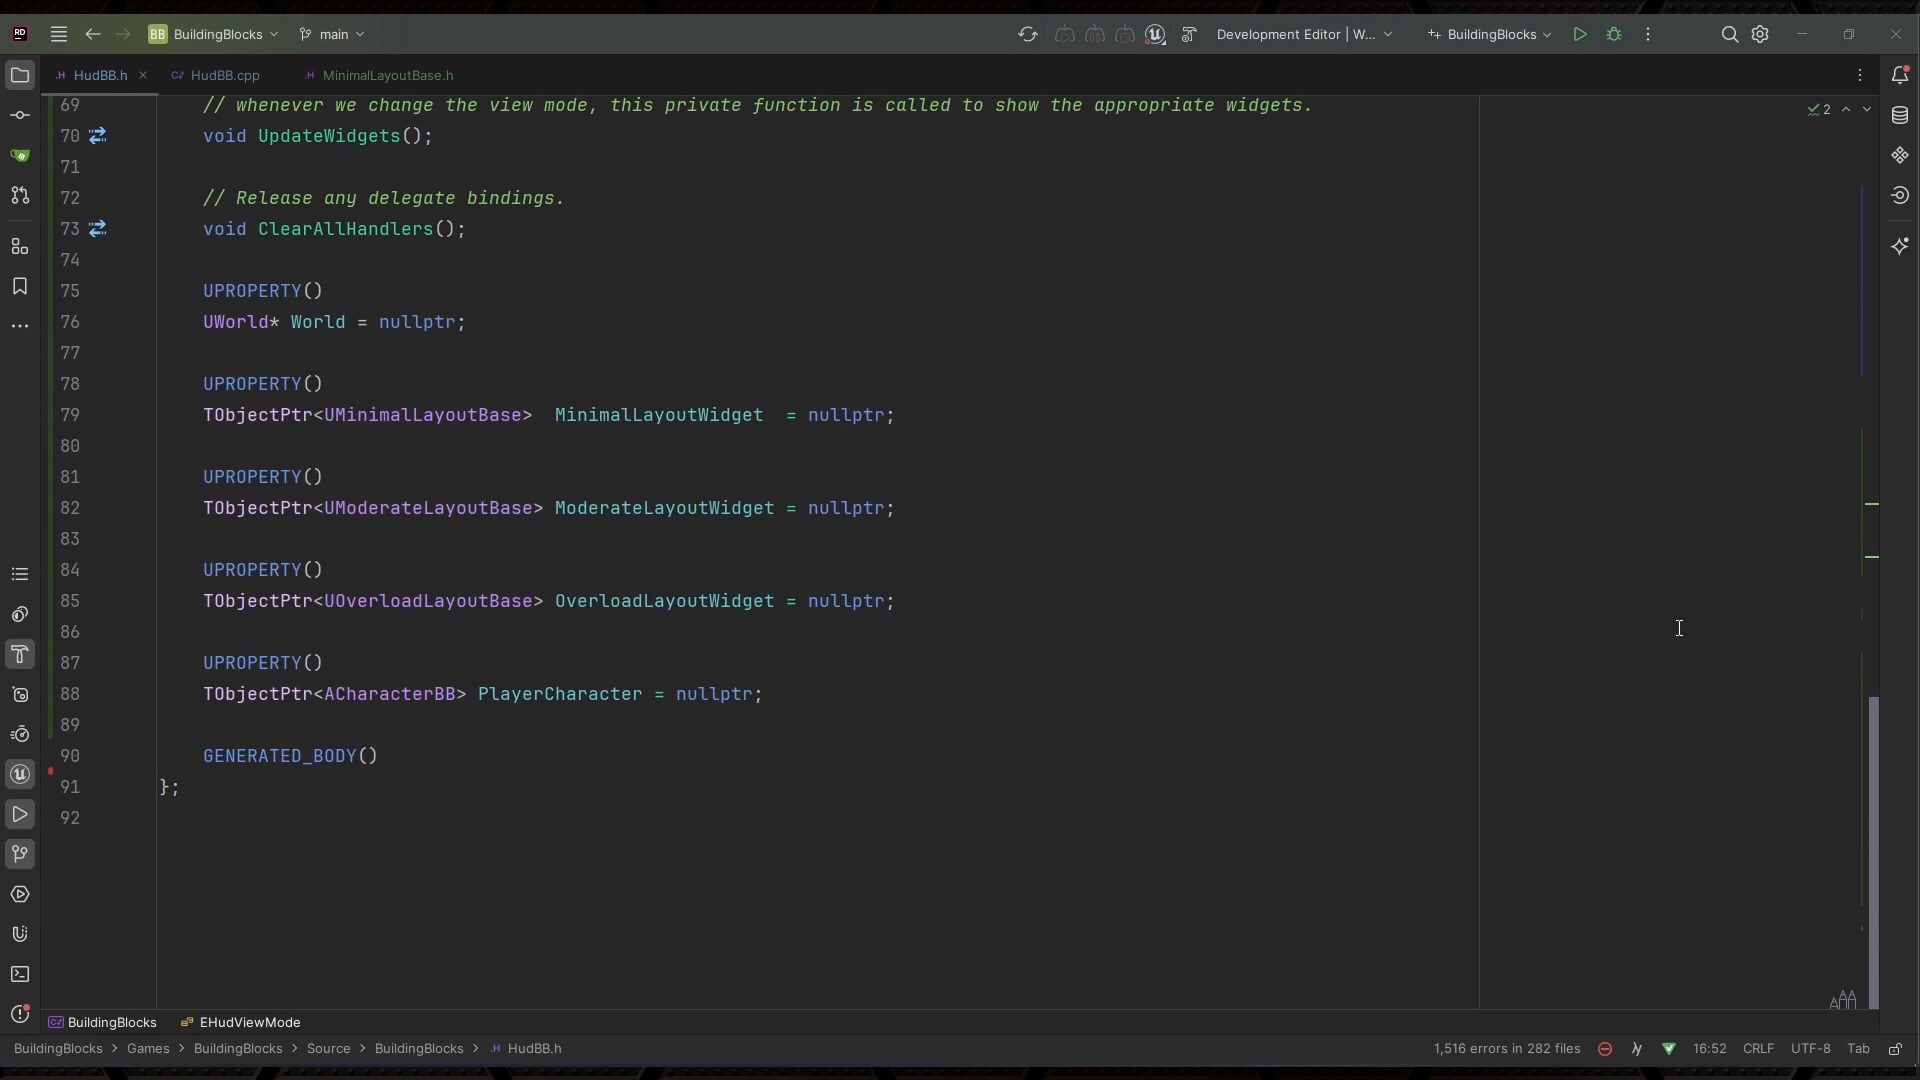 RD
BB BuildingBlocks
main
Development Editor | W...
BuildingBlocks
HudBB.h
HudBB.cpp
MinimalLayoutBase.h
69 // whenever we change the view mode, this private function is called to show the appropriate widgets.
2
70 void UpdateWidgets();
71
72 // Release any delegate bindings.
73 void ClearAllHandlers();
74
75 UPROPERTY()
76 UWorld* World = nullptr;
77
78 UPROPERTY()
79 TObjectPtr<UMinimalLayoutBase>  MinimalLayoutWidget  = nullptr;
80
81 UPROPERTY()
82 TObjectPtr<UModerateLayoutBase> ModerateLayoutWidget = nullptr;
83
84 UPROPERTY()
85 TObjectPtr<UOverloadLayoutBase> OverloadLayoutWidget = nullptr;
86
87 UPROPERTY()
88 TObjectPtr<ACharacterBB> PlayerCharacter = nullptr;
89
90 GENERATED_BODY()
91 };
92
BuildingBlocks
EHudViewMode
BuildingBlocks > Games > BuildingBlocks > Source > BuildingBlocks > HudBB.h
1,516 errors in 282 files
16:52 CRLF UTF-8 Tab